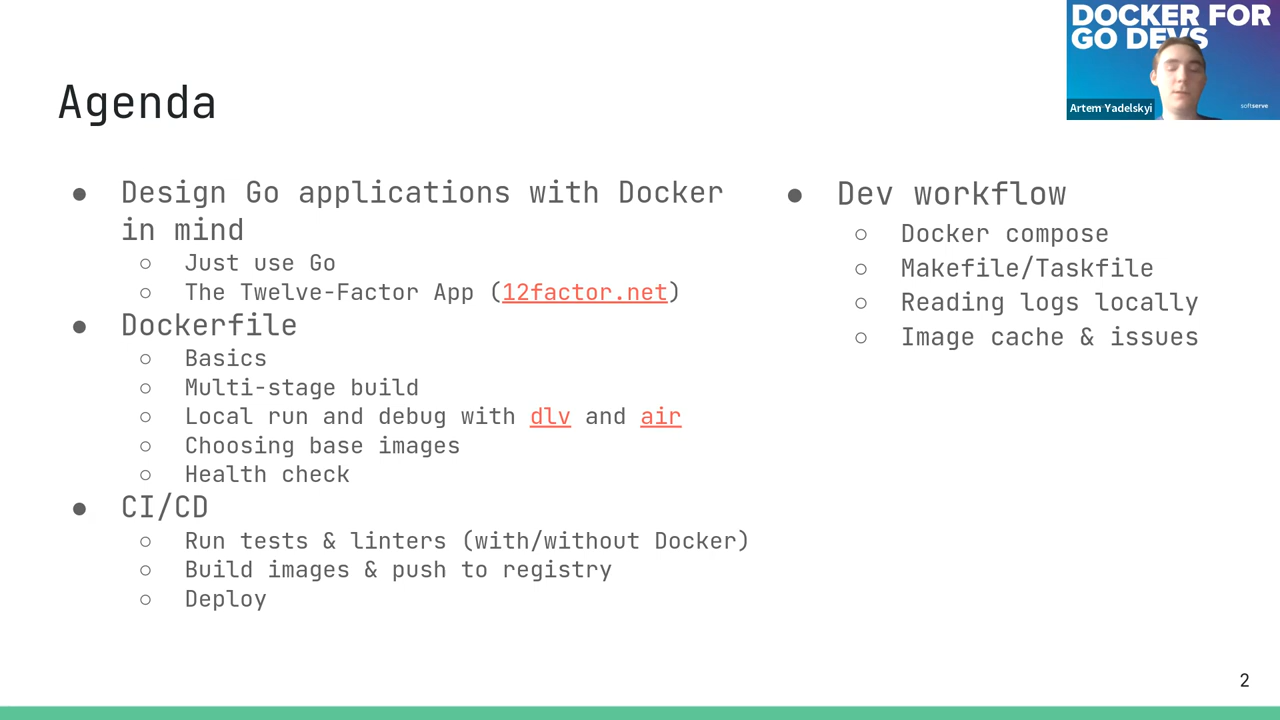 DOCKER FOR
GO DEVS
Artem Yadelskyi
softserve
Agenda
● Design Go applications with Docker
in mind
○ Just use Go
○ The Twelve-Factor App (12factor.net)
● Dockerfile
○ Basics
○ Multi-stage build
○ Local run and debug with dlv and air
○ Choosing base images
○ Health check
● CI/CD
○ Run tests & linters (with/without Docker)
○ Build images & push to registry
○ Deploy
● Dev workflow
○ Docker compose
○ Makefile/Taskfile
○ Reading logs locally
○ Image cache & issues
2